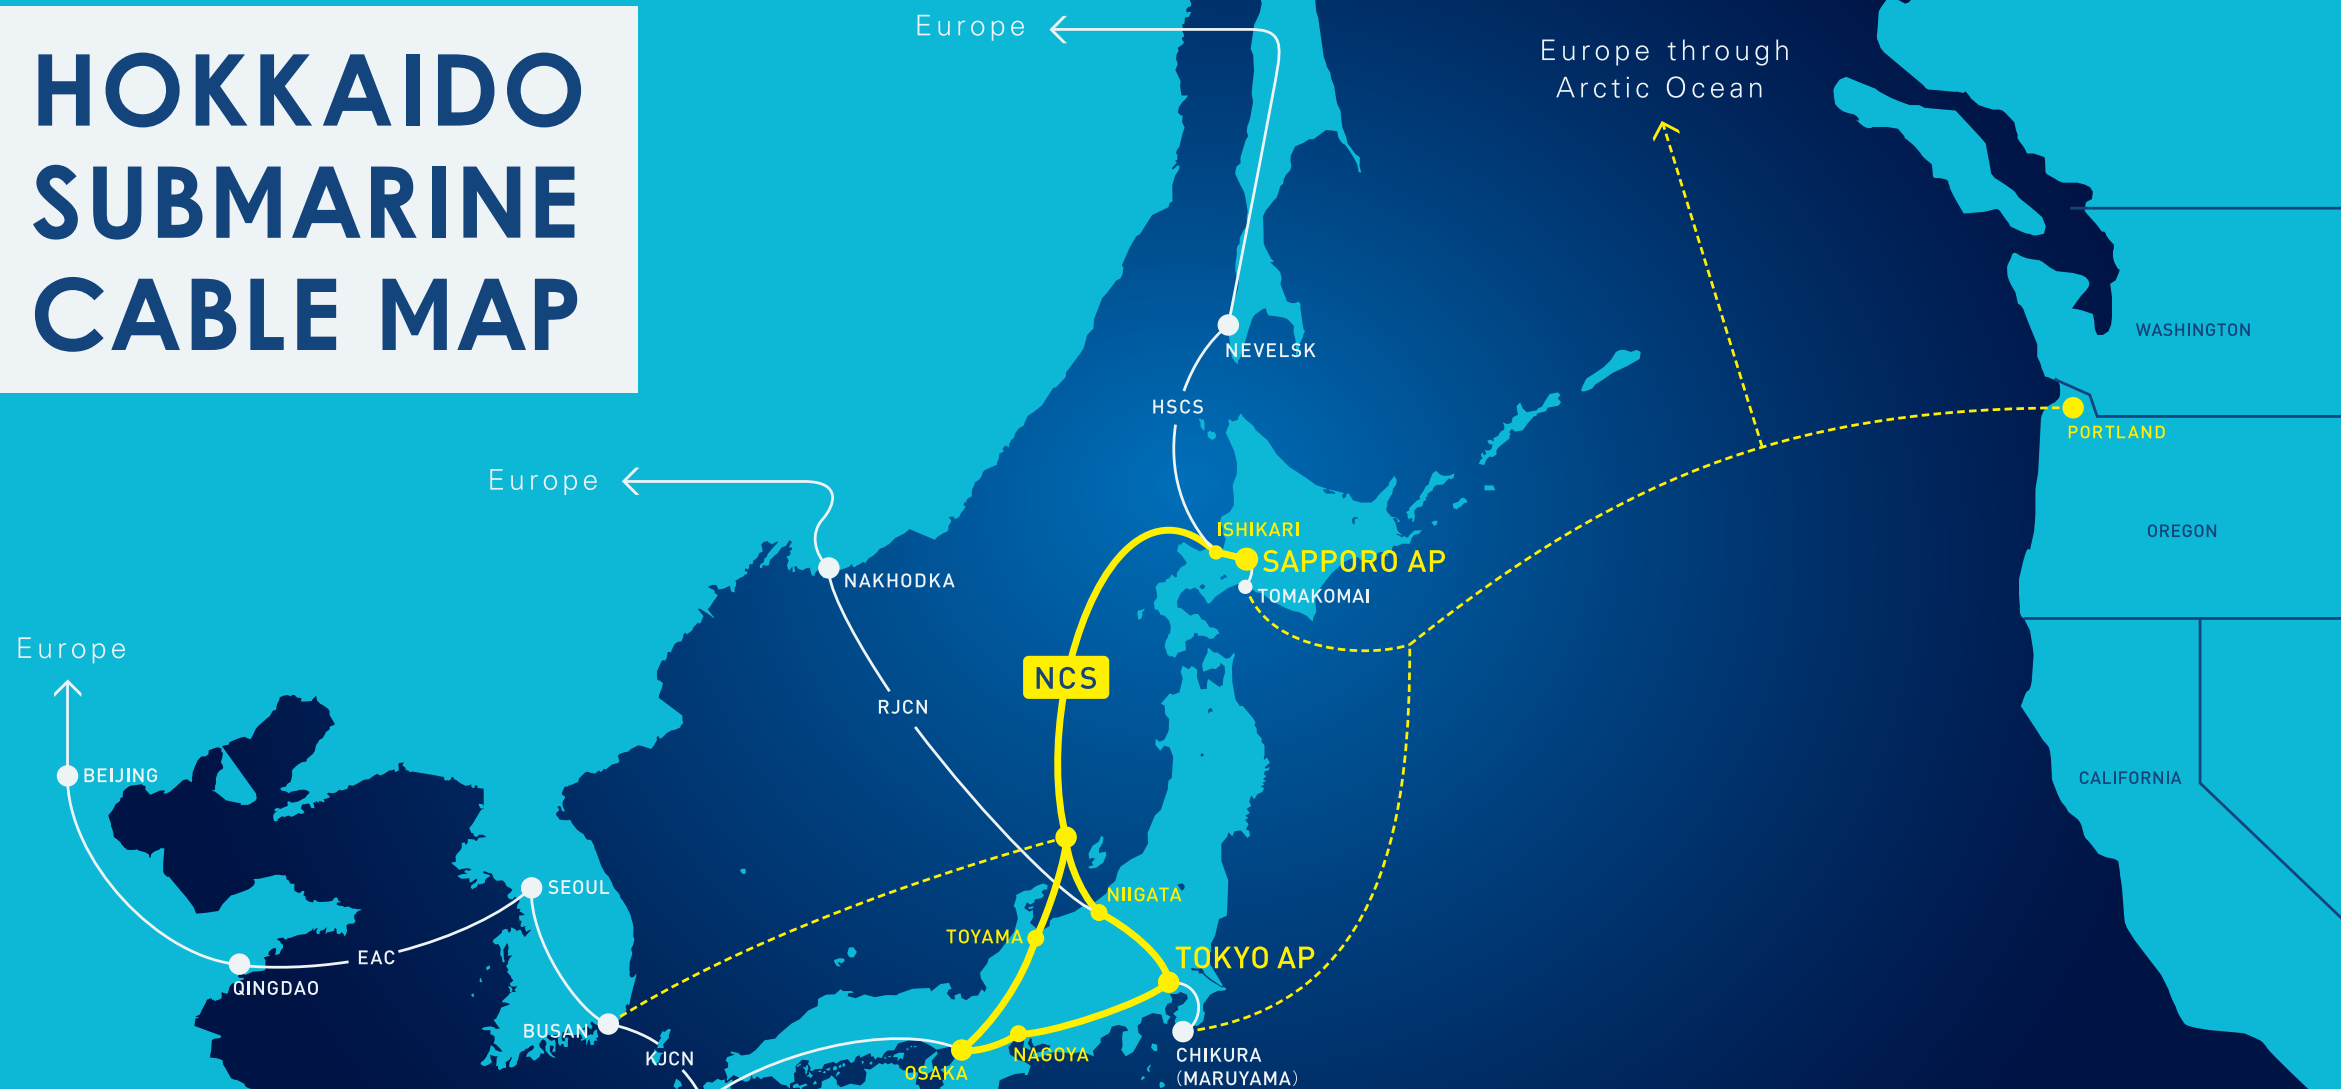 HOKKAIDO
SUBMARINE
CABLE MAP
Europe
Europe through
Arctic Ocean
WASHINGTON
NEVELSK
HSCS
PORTLAND
Europe
ISHIKARI
OREGON
SAPPORO AP
NAKHODKA
TOMAKOMAI
Europe
NCS
RJCN
BEIJING
CALIFORNIA
SEOUL
NIIGATA
TOYAMA
EAC
TOKYO AP
QINGDAO
BUSAN
KJCN
NAGOYA
CHIKURA
(MARUYAMA)
OSAKA